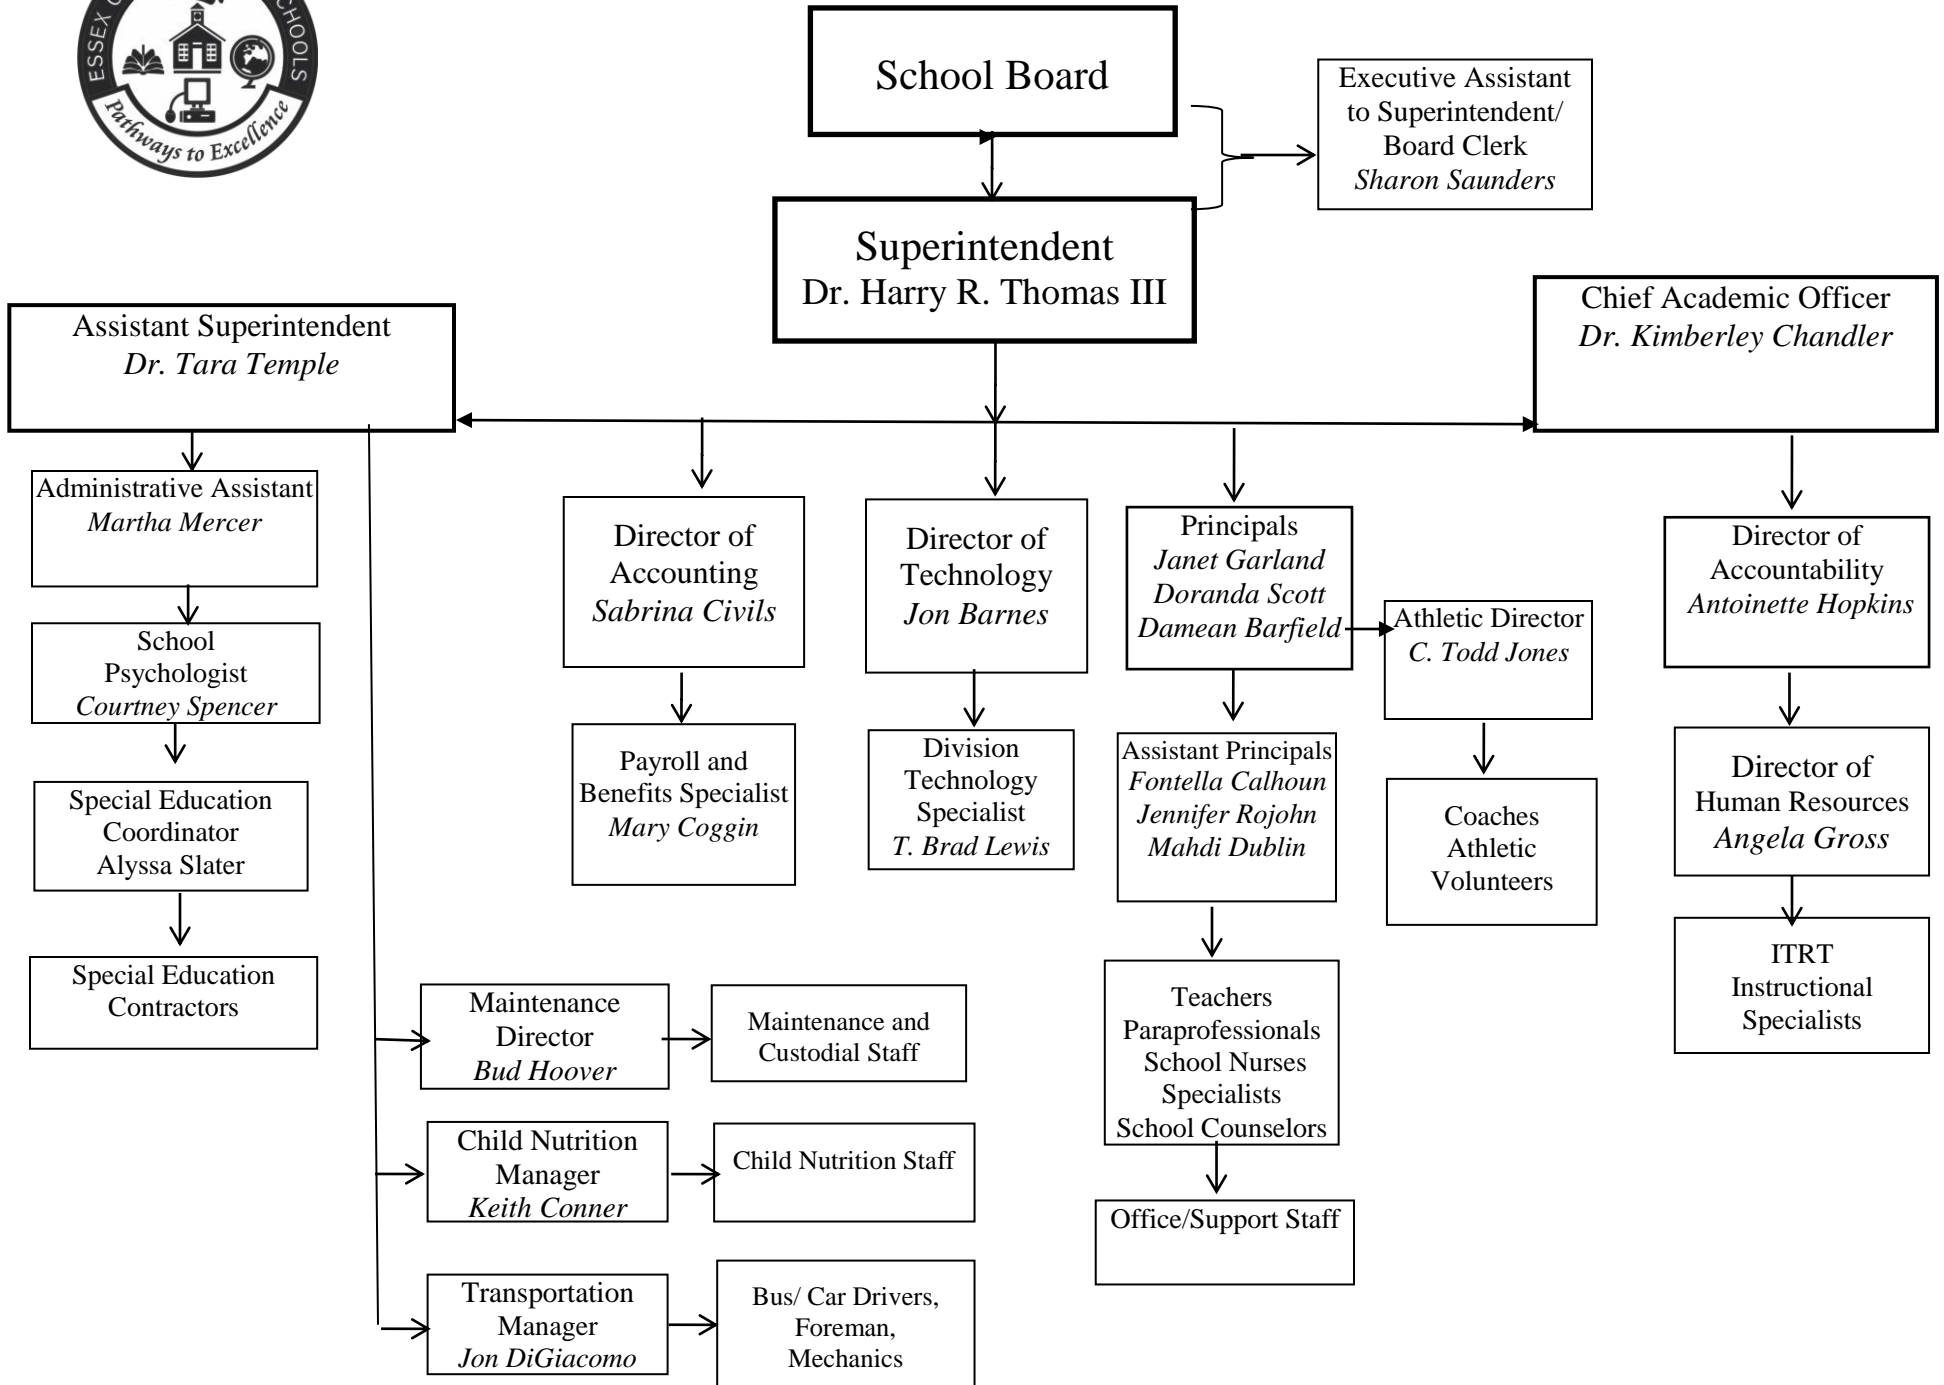 ESSEX
SCHOOLS
Pathways to Excellence
School Board
Executive Assistant
to Superintendent/
Board Clerk
Sharon Saunders
Superintendent
Dr. Harry R. Thomas III
Assistant Superintendent
Dr. Tara Temple
Chief Academic Officer
Dr. Kimberley Chandler
Administrative Assistant
Martha Mercer
School
Psychologist
Courtney Spencer
Special Education
Coordinator
Alyssa Slater
Special Education
Contractors
Director of
Accounting
Sabrina Civils
Payroll and
Benefits Specialist
Mary Coggin
Director of
Technology
Jon Barnes
Division
Technology
Specialist
T. Brad Lewis
Principals
Janet Garland
Doranda Scott
Damean Barfield
Athletic Director
C. Todd Jones
Assistant Principals
Fontella Calhoun
Jennifer Rojohn
Mahdi Dublin
Coaches
Athletic
Volunteers
Teachers
Paraprofessionals
School Nurses
Specialists
School Counselors
Office/Support Staff
Director of
Accountability
Antoinette Hopkins
Director of
Human Resources
Angela Gross
ITRT
Instructional
Specialists
Maintenance
Director
Bud Hoover
Maintenance and
Custodial Staff
Child Nutrition
Manager
Keith Conner
Child Nutrition Staff
Transportation
Manager
Jon DiGiacomo
Bus/ Car Drivers,
Foreman,
Mechanics